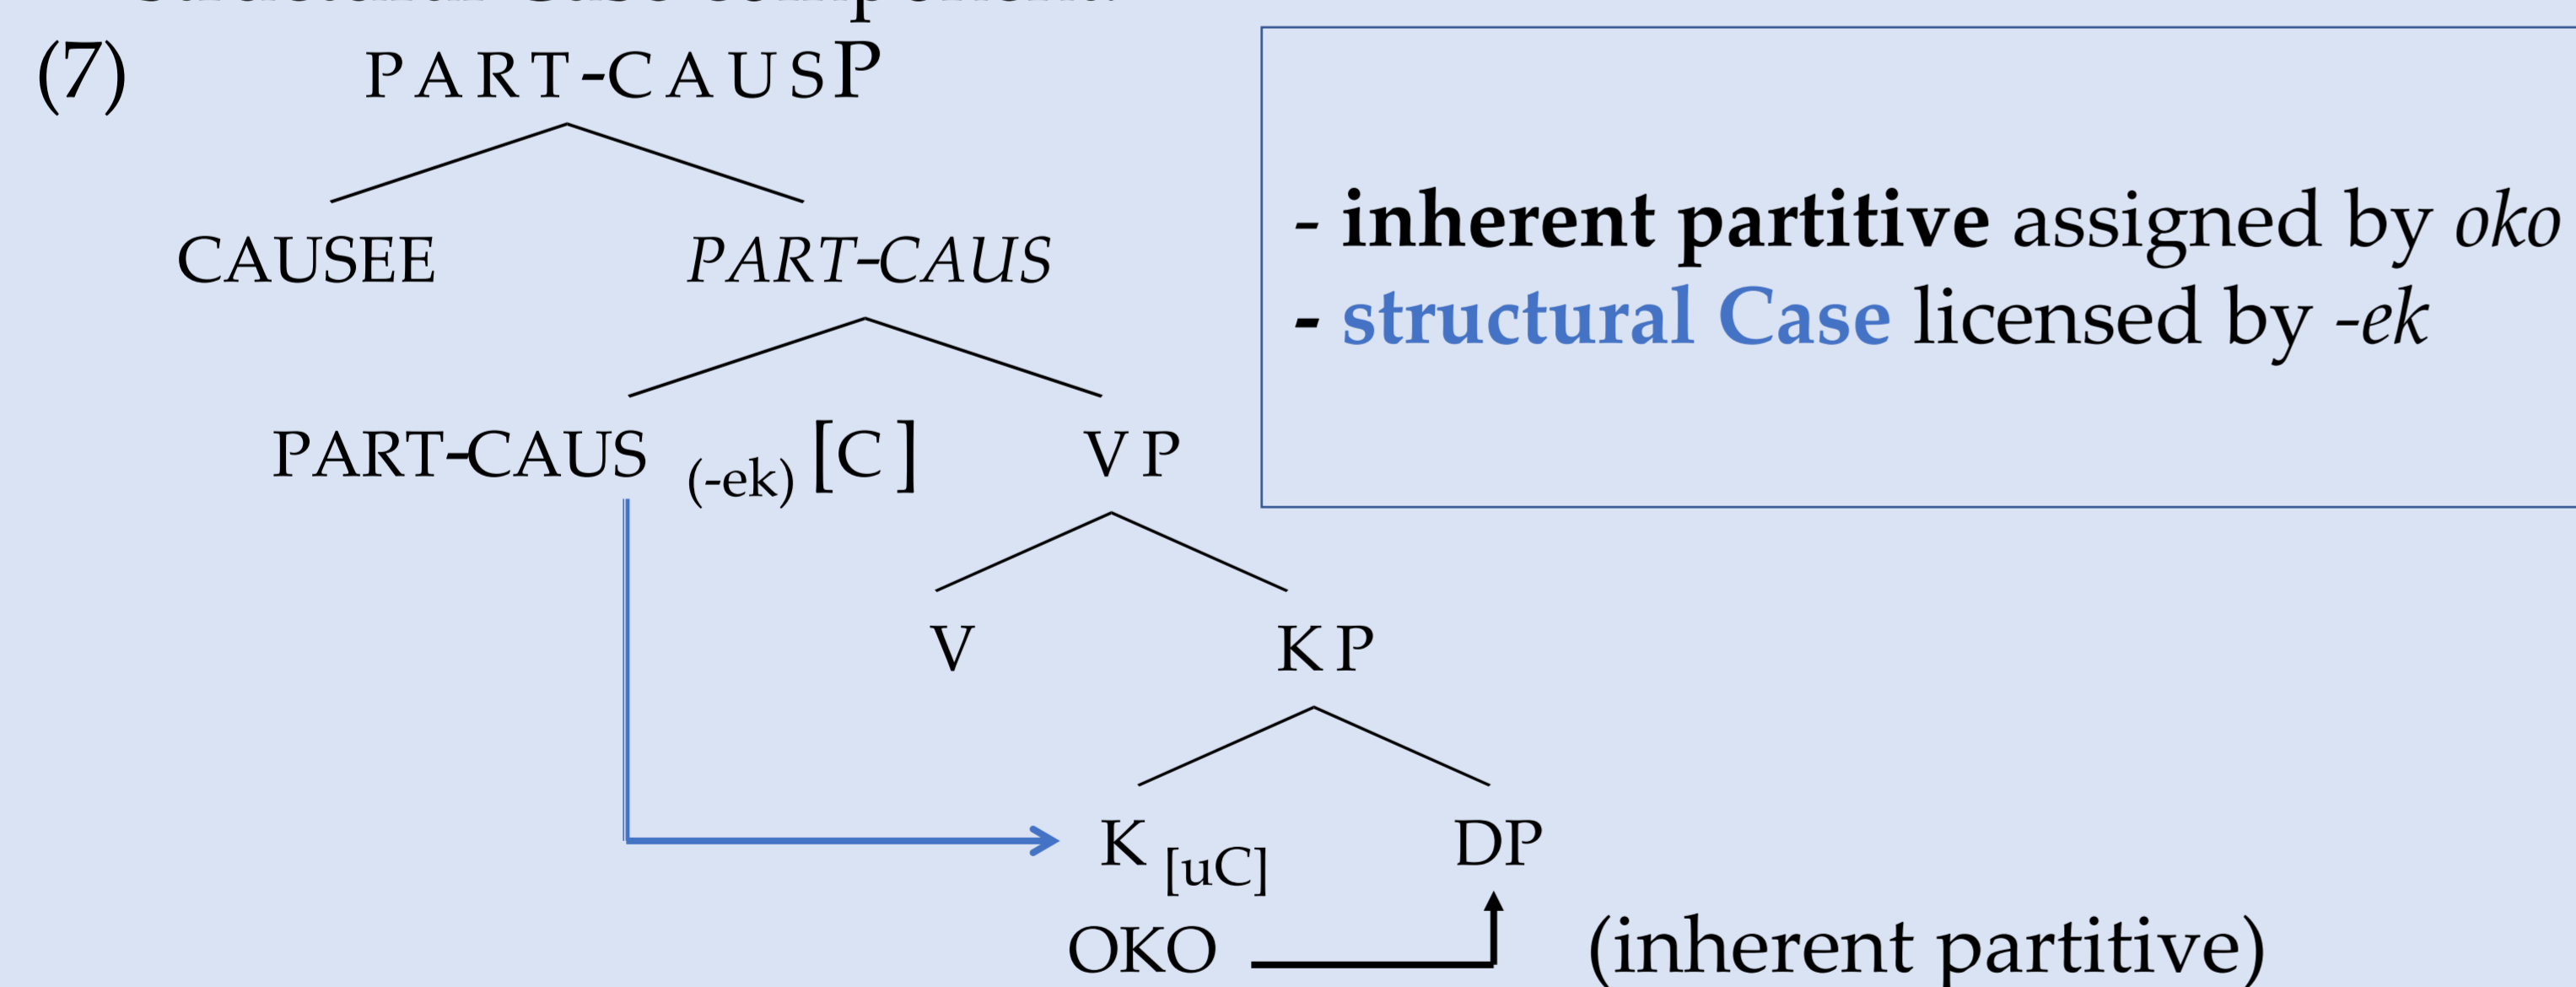 (7) PART-CAUSP
CAUSEE PART-CAUS
PART-CAUS (-ek) [C] VP
V KP
K [uC] DP
OKO (inherent partitive)
- inherent partitive assigned by oko
- structural Case licensed by -ek